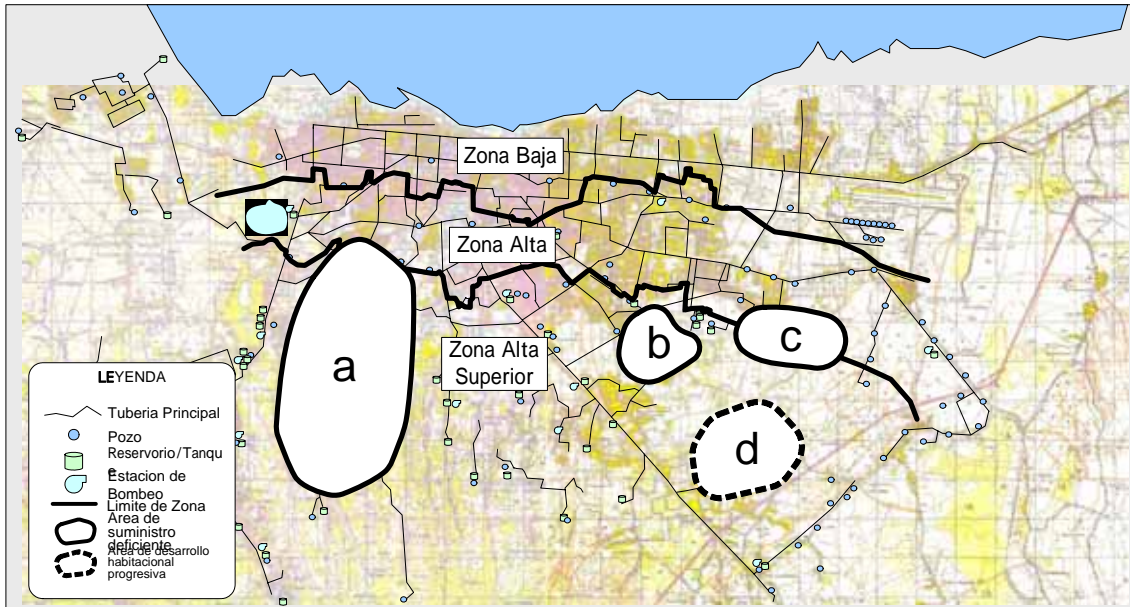 Zona Baja
Zona Alta
Zona Alta
Superior
a
b
c
d
LEYENDA
Tuberia Principal
Pozo
Reservorio/Tanqu
e
Estacion de
Bombeo
Limite de Zona
Area de
suministro
deficiente
Area de desarrollo
habitacional
progresiva